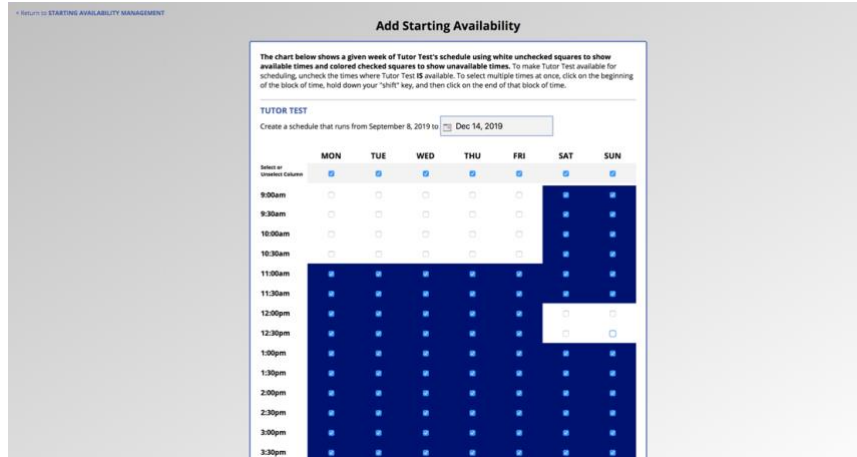 < Return to STARTING AVAILABILITY MANAGEMENT
Add Starting Availability
The chart below shows a given week of Tutor Test's schedule using white unchecked squares to show
available times and colored checked squares to show unavailable times. To make Tutor Test available for
scheduling, uncheck the times where Tutor Test IS available. To select multiple times at once, click on the beginning
of the block of time, hold down your "shift" key, and then click on the end of that block of time.
TUTOR TEST
Create a schedule that runs from September 8, 2019 to Dec 14, 2019
MON TUE WED THU FRI SAT SUN
Select or
Unselect Column
9:00am
9:30am
10:00am
10:30am
11:00am
11:30am
12:00pm
12:30pm
1:00pm
1:30pm
2:00pm
2:30pm
3:00pm
3:30pm